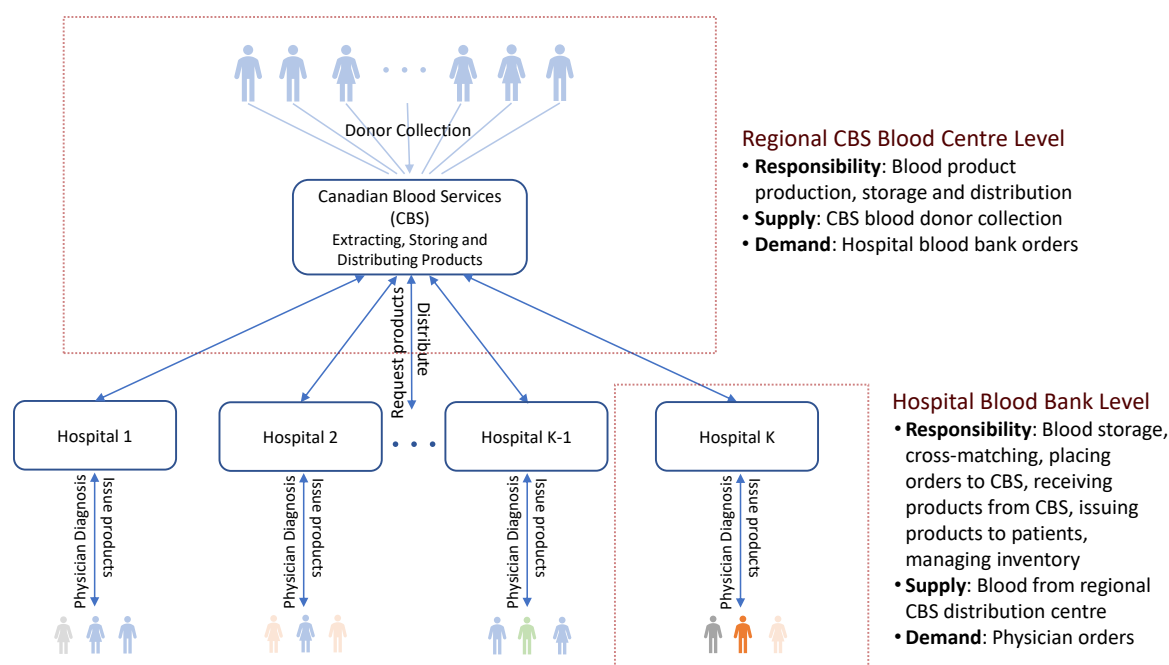 Donor Collection
Canadian Blood Services
(CBS)
Extracting, Storing and
Distributing Products
Regional CBS Blood Centre Level
• Responsibility: Blood product
production, storage and distribution
• Supply: CBS blood donor collection
• Demand: Hospital blood bank orders
Request products
Distribute
Hospital 1
Hospital 2
Hospital K-1
Hospital K
Physician Diagnosis
Issue products
Physician Diagnosis
Issue products
Physician Diagnosis
Issue products
Physician Diagnosis
Issue products
Hospital Blood Bank Level
• Responsibility: Blood storage,
cross-matching, placing
orders to CBS, receiving
products from CBS, issuing
products to patients,
managing inventory
• Supply: Blood from regional
CBS distribution centre
• Demand: Physician orders